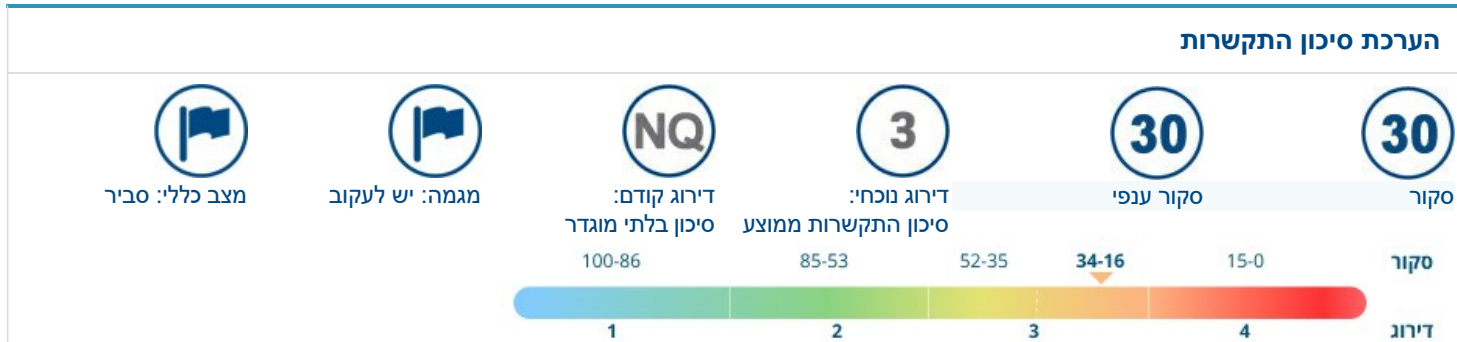 הערכת סיכון התקשרות
30
30
3
NQ
סקור
סקור ענפי
דירוג נוכחי:
סיכון התקשרות ממוצע
דירוג קודם:
סיכון בלתי מוגדר
מגמה: יש לעקוב
מצב כללי: סביר
סקור
15-0
34-16
52-35
85-53
100-86
דירוג
4
3
2
1